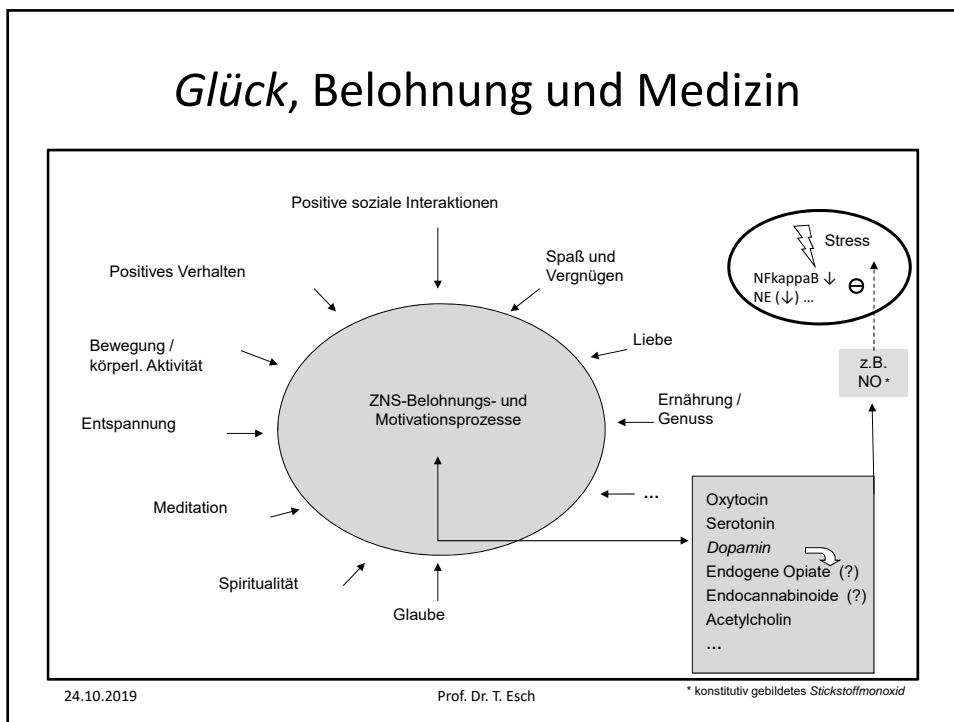 Glück, Belohnung und Medizin
Positive soziale Interaktionen
Positives Verhalten
Spaß und
Vergnügen
Bewegung /
körperl. Aktivität
Liebe
Entspannung
Ernährung /
Genuss
Meditation
...
Spiritualität
Glaube
ZNS-Belohnungs- und
Motivationsprozesse
Stress
NFkappaB ↓
NE (↓) ...
z.B.
NO *
Oxytocin
Serotonin
Dopamin
Endogene Opiate (?)
Endocannabinoide (?)
Acetylcholin
...
24.10.2019
Prof. Dr. T. Esch
* konstitutiv gebildetes Stickstoffmonoxid